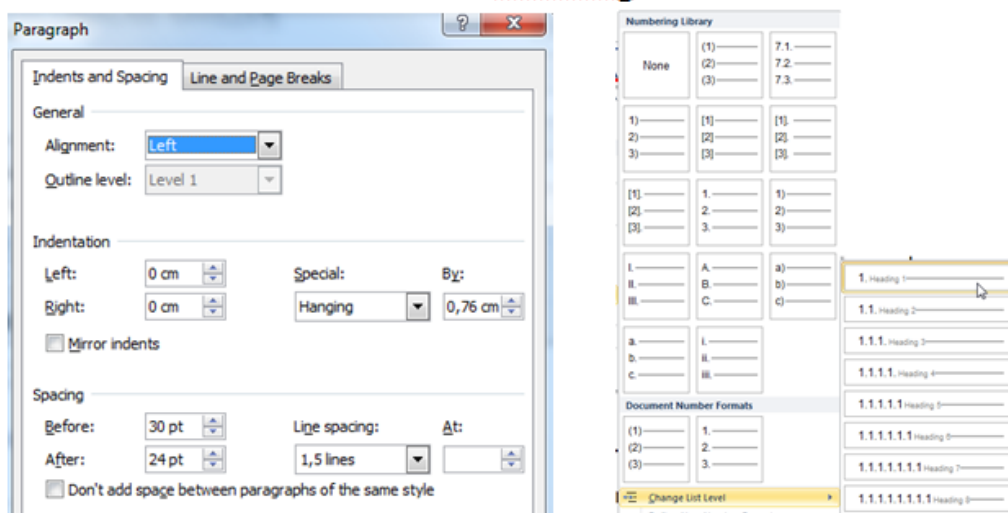 Paragraph
Indents and Spacing
Line and Page Breaks
General
Alignment: Left
Outline level: Level 1
Indentation
Left: 0 cm Special: By:
Right: 0 cm Hanging 0,76 cm
Mirror indents
Spacing
Before: 30 pt Line spacing: At:
After: 24 pt 1,5 lines
Don't add space between paragraphs of the same style
Numbering Library
None (1) 7.1.
(2) 7.2.
(3) 7.3.
1) [1] [1].
2) [2] [2].
3) [3] [3].
[1]. 1. 1)
[2]. 2. 2)
[3]. 3. 3)
I. A. a)
II. B. b)
III. C. c)
a. i.
b. ii.
c. iii.
Document Number Formats
(1) 1.
(2) 2.
(3) 3.
Change List Level
1. Heading 1
1.1. Heading 2
1.1.1. Heading 3
1.1.1.1. Heading 4
1.1.1.1.1 Heading 5
1.1.1.1.1.1 Heading 6
1.1.1.1.1.1.1 Heading 7
1.1.1.1.1.1.1.1 Heading 8